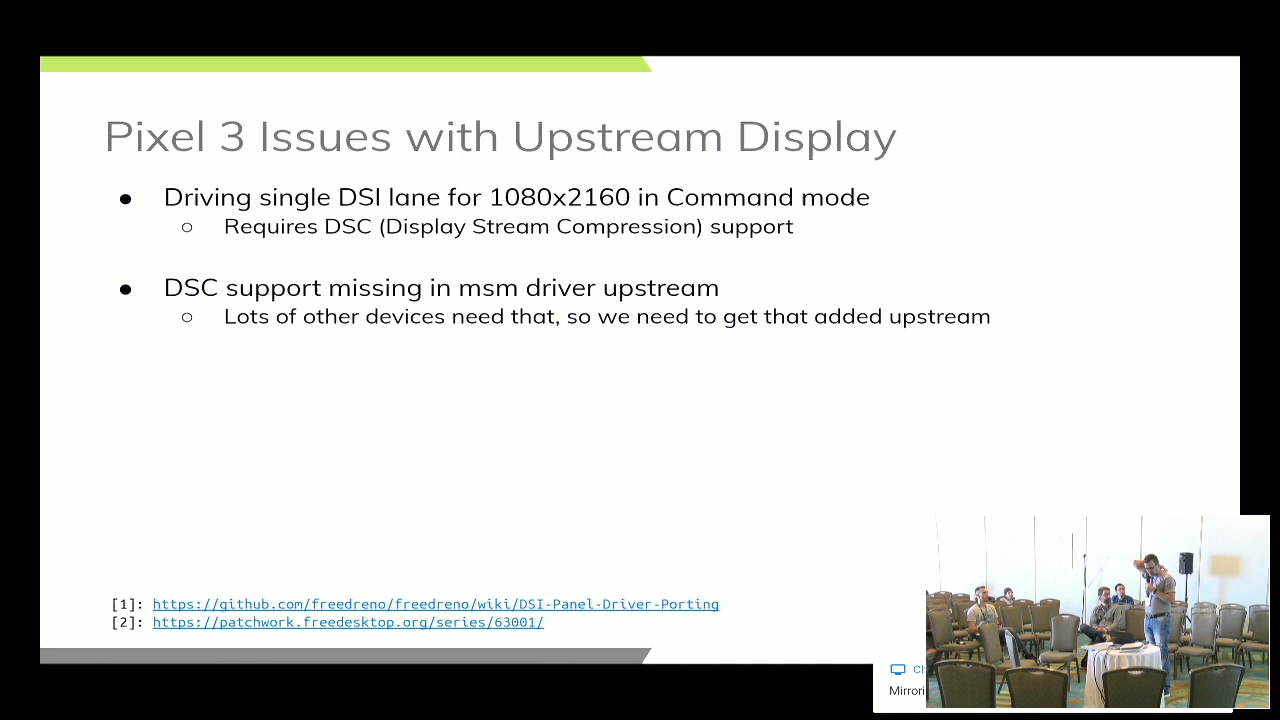 Pixel 3 Issues with Upstream Display
● Driving single DSI lane for 1080x2160 in Command mode
○ Requires DSC (Display Stream Compression) support
● DSC support missing in msm driver upstream
○ Lots of other devices need that, so we need to get that added upstream
[1]: https://github.com/freedreno/freedreno/wiki/DSI-Panel-Driver-Porting
[2]: https://patchwork.freedesktop.org/series/63001/